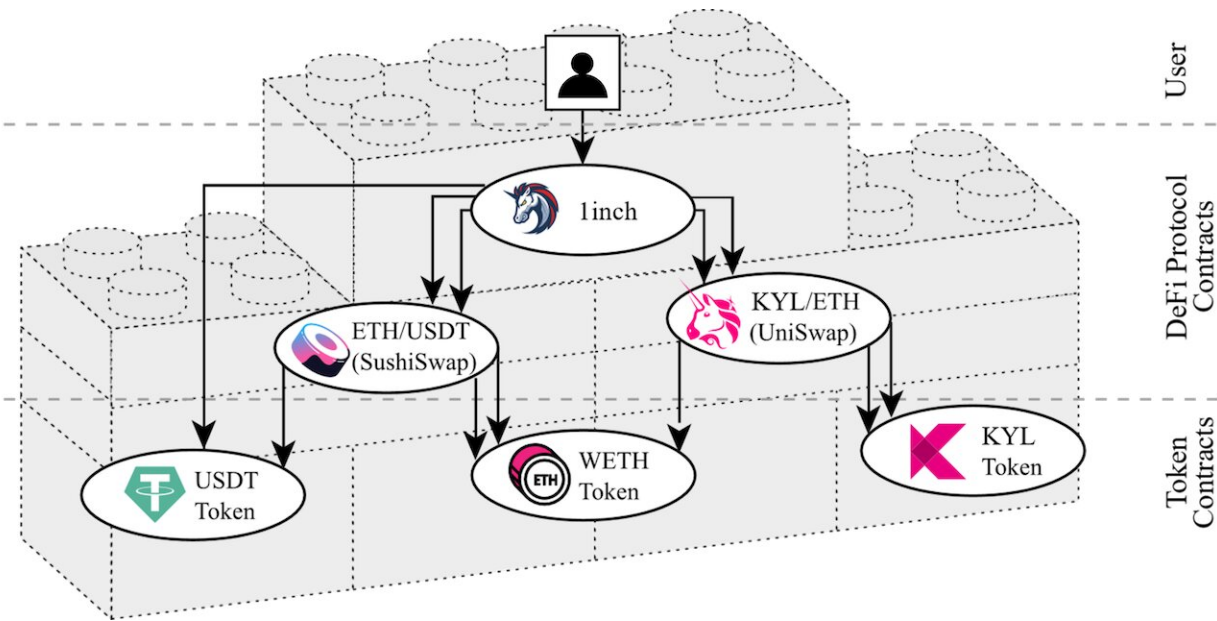 User
1inch
DeFi Protocol
Contracts
ETH/USDT
(SushiSwap)
KYL/ETH
(UniSwap)
USDT
Token
ETH
WETH
Token
KYL
Token
Token
Contracts